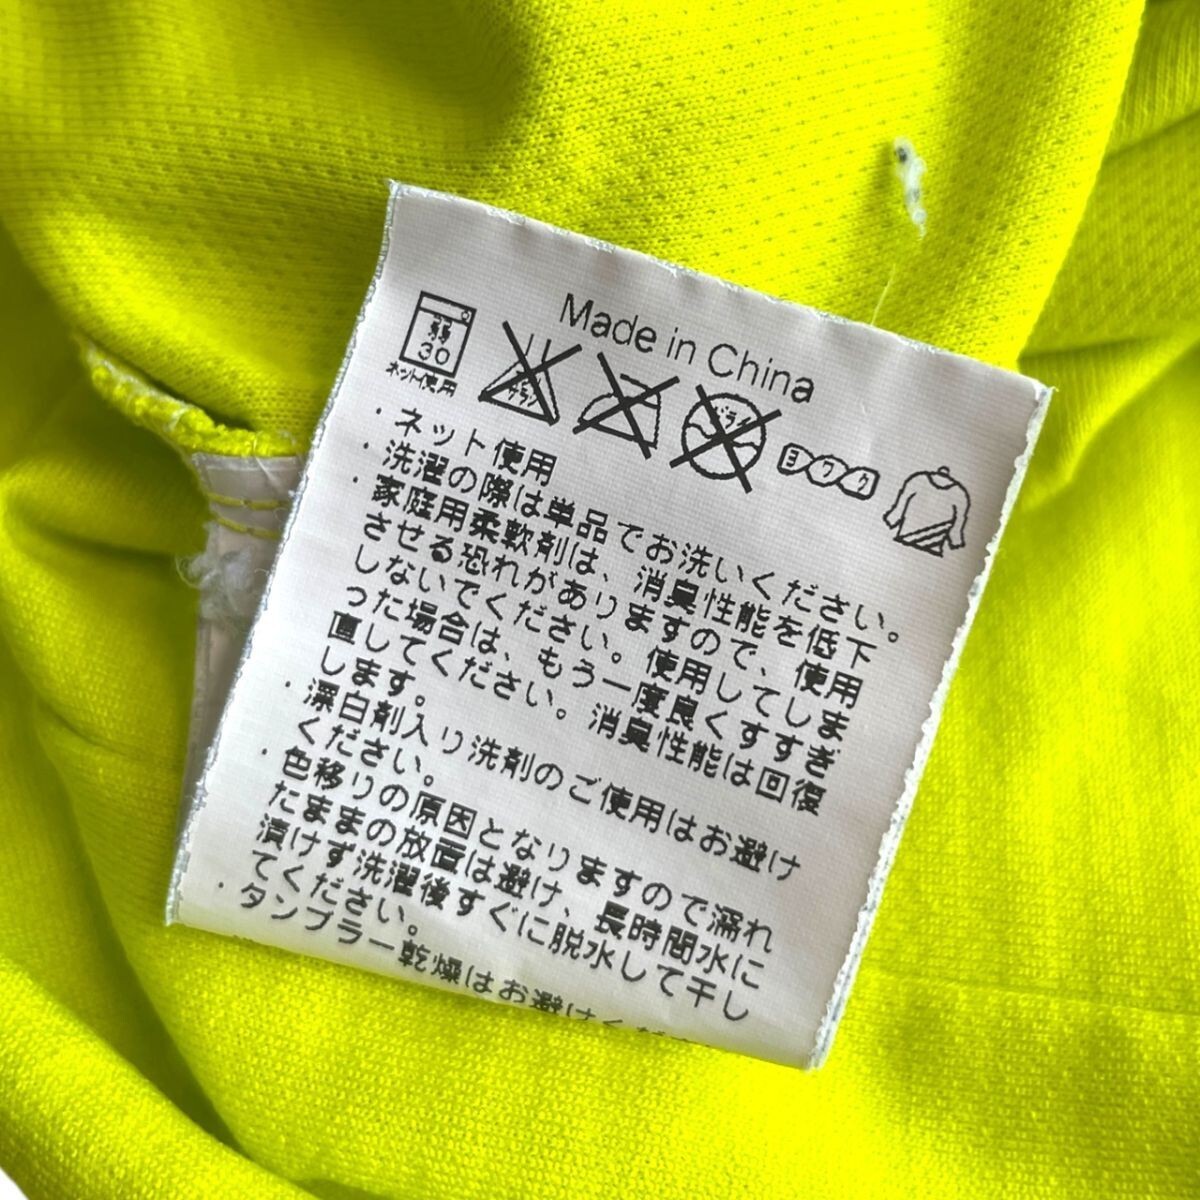 Made in China
弱
30
ネット使用
サラシ
ドライ
ヨワク
・ネット使用
・洗濯の際は単品でお洗いください。
・家庭用柔軟剤は、消臭性能を低下
させる恐れがありますので、使用
しないでください。使用してしま
った場合は、もう一度良くすすぎ
直してください。消臭性能は回復
します。
・漂白剤入り洗剤のご使用はお避け
ください。
・色移りの原因となりますので濡れ
たままの放置は避け、長時間水に
漬けず洗濯後すぐに脱水して干し
てください。
・タンブラー乾燥はお避けくだ